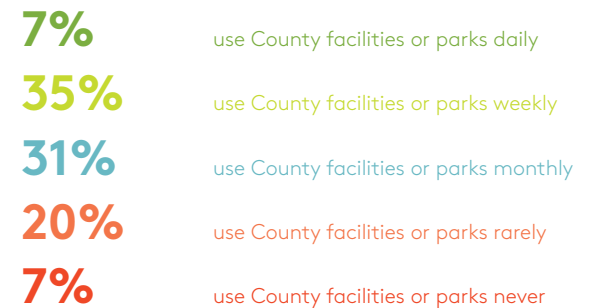 7% use County facilities or parks daily
35% use County facilities or parks weekly
31% use County facilities or parks monthly
20% use County facilities or parks rarely
7% use County facilities or parks never